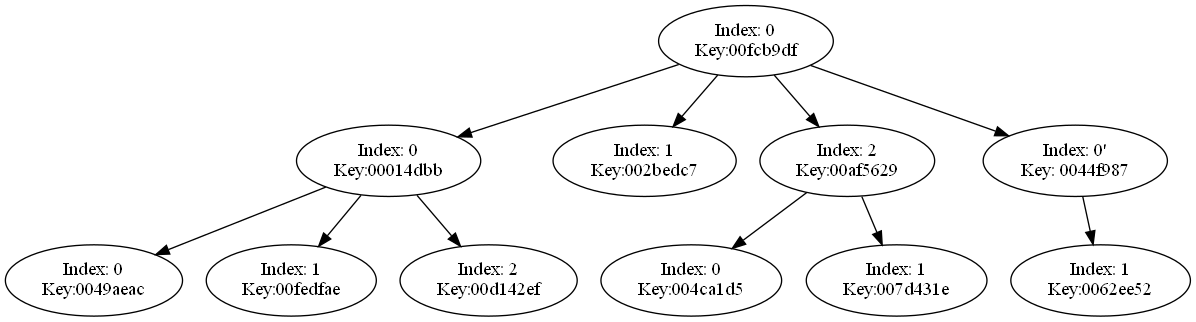 Index: 0
Key:00fcb9df
Index: 0
Key:00014dbb
Index: 1
Key:002bedc7
Index: 2
Key:00af5629
Index: 0'
Key: 0044f987
Index: 0
Key:0049aeac
Index: 1
Key:00fedfae
Index: 2
Key:00d142ef
Index: 0
Key:004ca1d5
Index: 1
Key:007d431e
Index: 1
Key:0062ee52